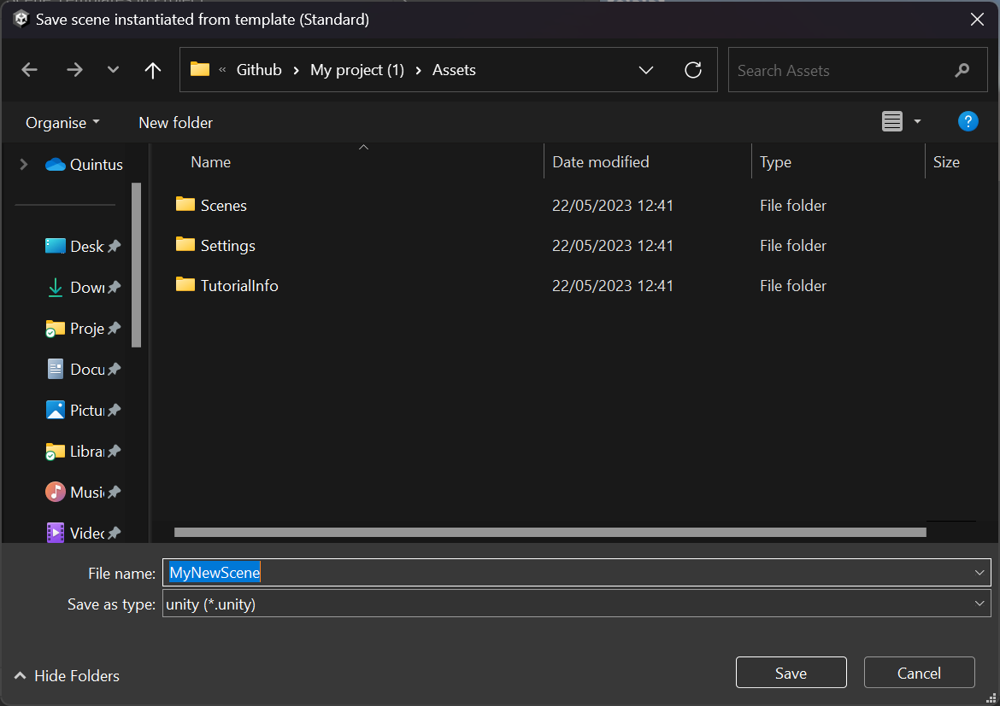 Save scene instantiated from template (Standard)
« Github › My project (1) › Assets
Search Assets
Organise
New folder
?
Quintus
Desk
Dow
Proje
Docu
Pictu
Libra
Musi
Videc
Name
Date modified
Type
Size
Scenes 22/05/2023 12:41 File folder
Settings 22/05/2023 12:41 File folder
TutorialInfo 22/05/2023 12:41 File folder
File name: MyNewScene
Save as type: unity (*.unity)
Hide Folders
Save
Cancel